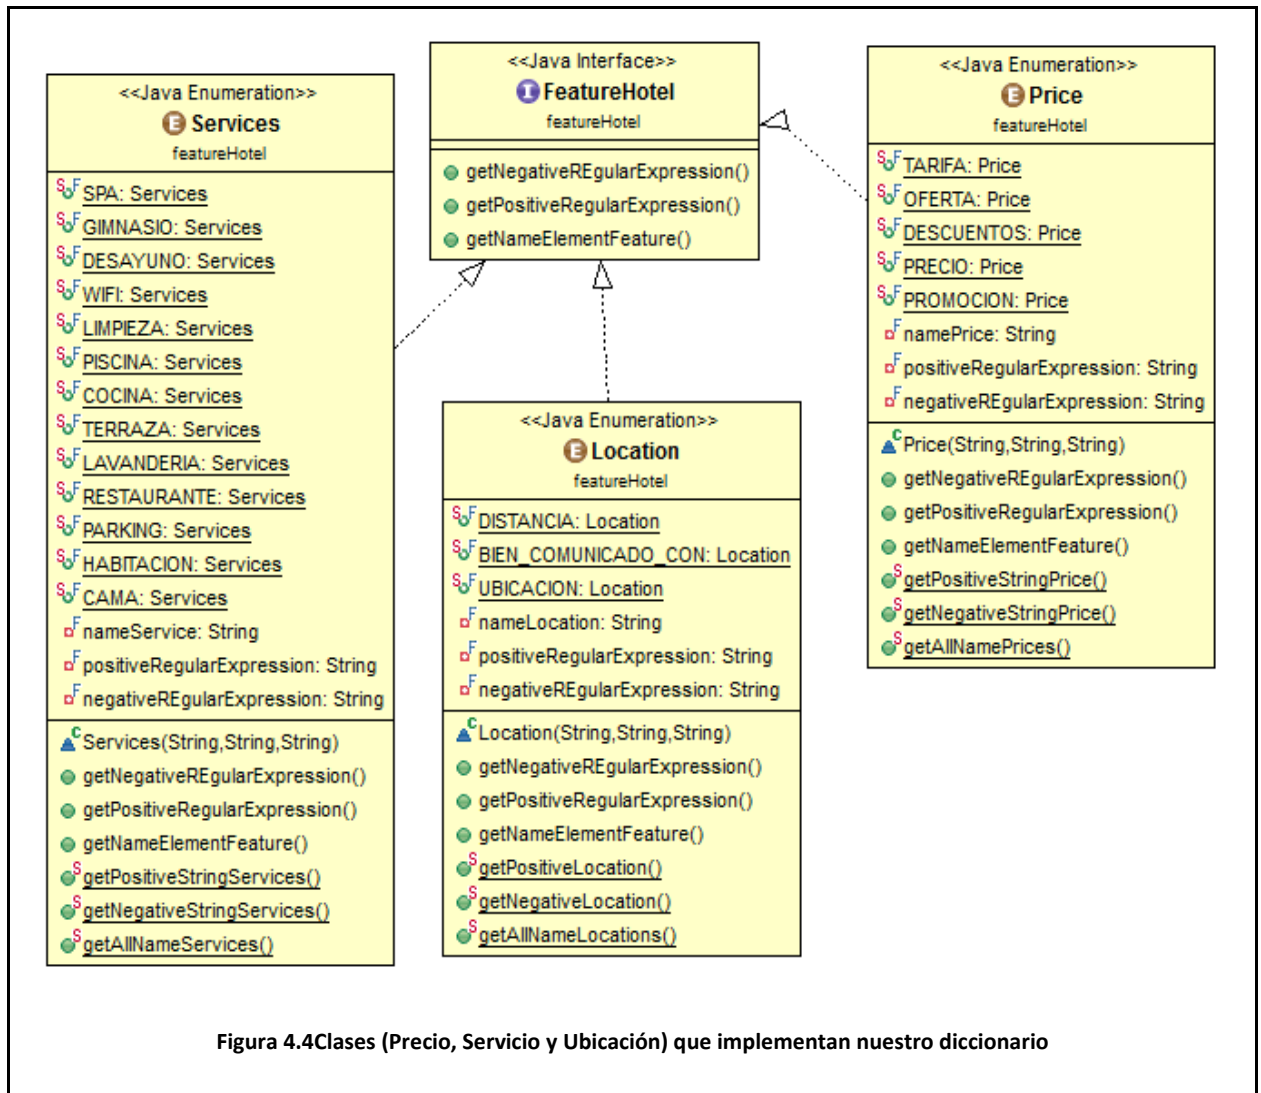 <<Java Enumeration>>
Services
featureHotel
SPA: Services
GIMNASIO: Services
DESAYUNO: Services
WIFI: Services
LIMPIEZA: Services
PISCINA: Services
COCINA: Services
TERRAZA: Services
LAVANDERIA: Services
RESTAURANTE: Services
PARKING: Services
HABITACION: Services
CAMA: Services
nameService: String
positiveRegularExpression: String
negativeREgularExpression: String
Services(String,String,String)
getNegativeREgularExpression()
getPositiveRegularExpression()
getNameElementFeature()
getPositiveStringServices()
getNegativeStringServices()
getAllNameServices()
<<Java Interface>>
FeatureHotel
featureHotel
getNegativeREgularExpression()
getPositiveRegularExpression()
getNameElementFeature()
<<Java Enumeration>>
Location
featureHotel
DISTANCIA: Location
BIEN_COMUNICADO_CON: Location
UBICACION: Location
nameLocation: String
positiveRegularExpression: String
negativeREgularExpression: String
Location(String,String,String)
getNegativeREgularExpression()
getPositiveRegularExpression()
getNameElementFeature()
getPositiveLocation()
getNegativeLocation()
getAllNameLocations()
<<Java Enumeration>>
Price
featureHotel
TARIFA: Price
OFERTA: Price
DESCUENTOS: Price
PRECIO: Price
PROMOCION: Price
namePrice: String
positiveRegularExpression: String
negativeREgularExpression: String
Price(String,String,String)
getNegativeREgularExpression()
getPositiveRegularExpression()
getNameElementFeature()
getPositiveStringPrice()
getNegativeStringPrice()
getAllNamePrices()
Figura 4.4Clases (Precio, Servicio y Ubicación) que implementan nuestro diccionario